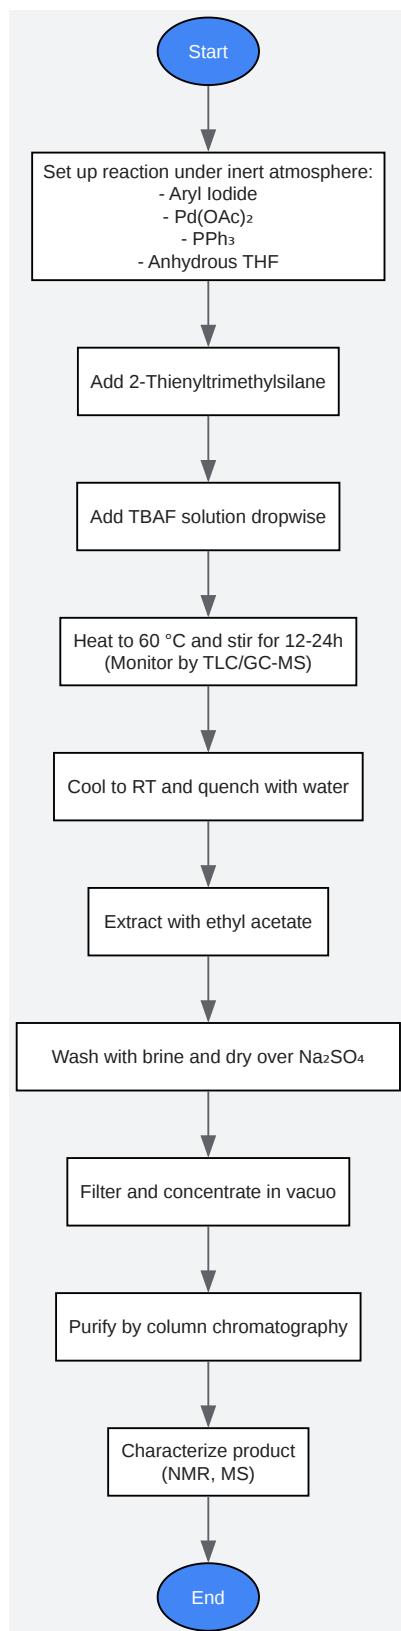 Start
Set up reaction under inert atmosphere:
- Aryl Iodide
- Pd(OAc)₂
- PPh₃
- Anhydrous THF
Add 2-Thienyltrimethylsilane
Add TBAF solution dropwise
Heat to 60 °C and stir for 12-24h
(Monitor by TLC/GC-MS)
Cool to RT and quench with water
Extract with ethyl acetate
Wash with brine and dry over Na₂SO₄
Filter and concentrate in vacuo
Purify by column chromatography
Characterize product
(NMR, MS)
End